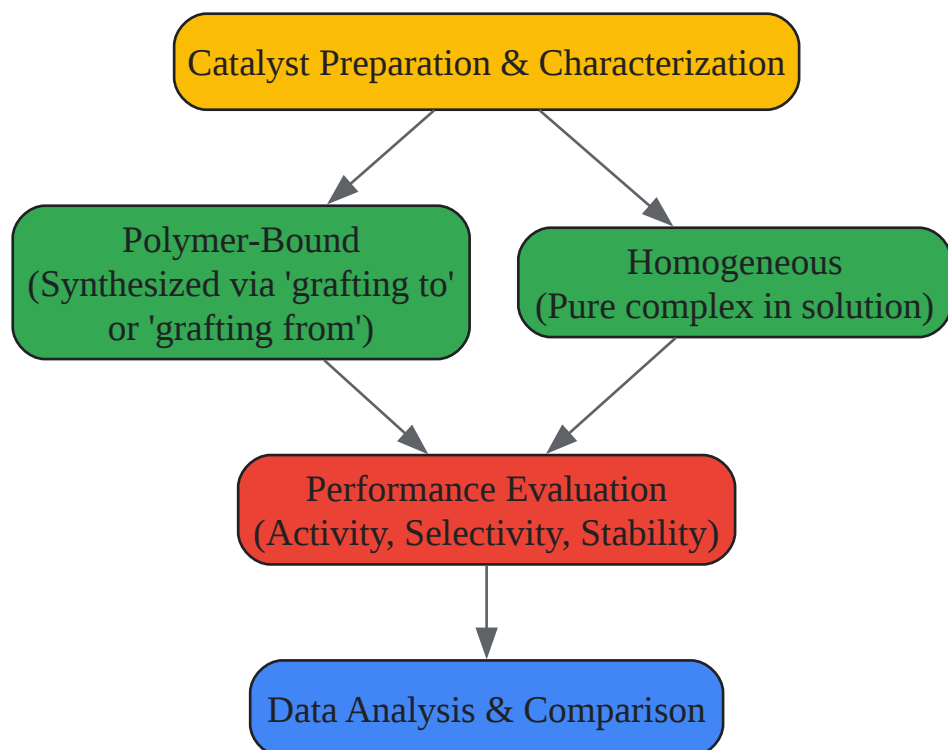 Catalyst Preparation & Characterization
Polymer-Bound
(Synthesized via 'grafting to'
or 'grafting from')
Homogeneous
(Pure complex in solution)
Performance Evaluation
(Activity, Selectivity, Stability)
Data Analysis & Comparison